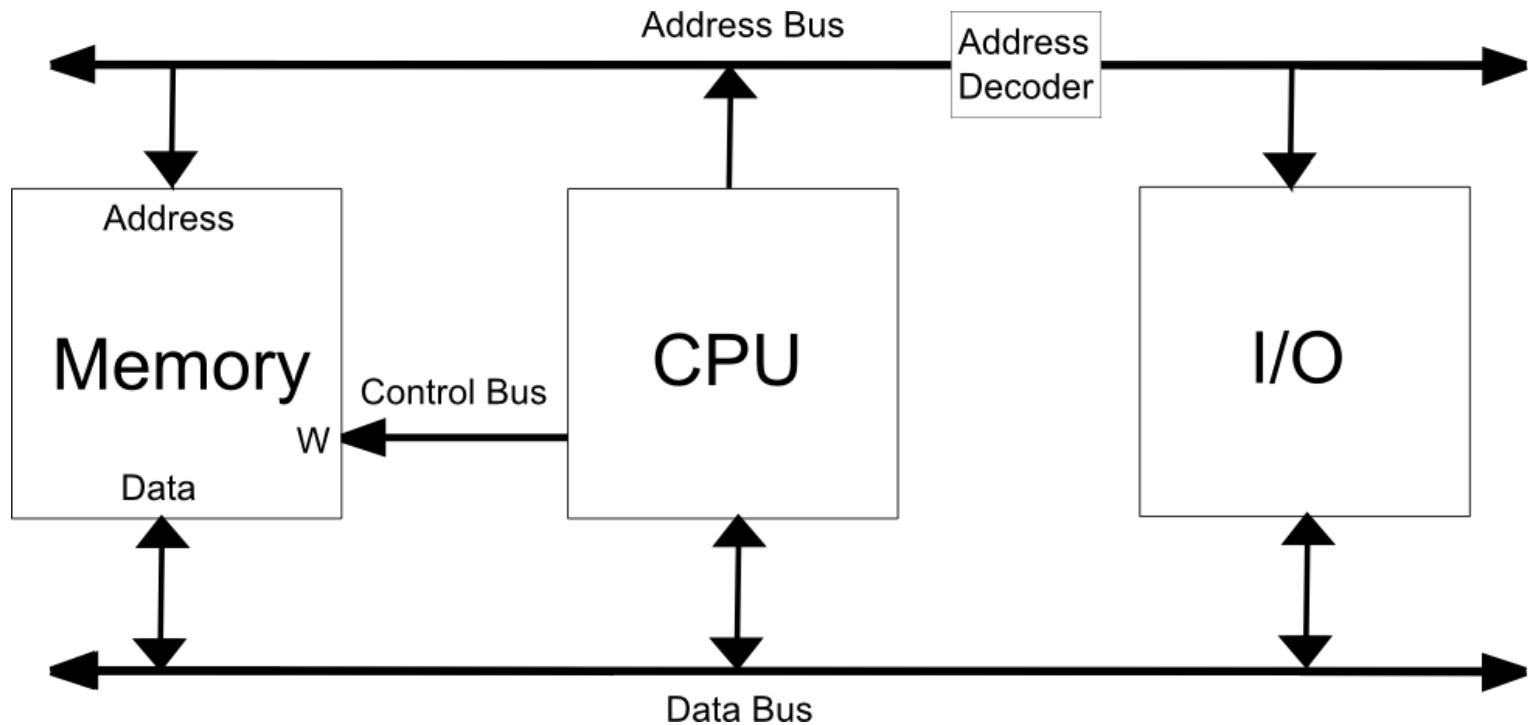 Address Bus
Address
Decoder
Address
Memory
CPU
I/O
Control Bus
W
Data
Data Bus